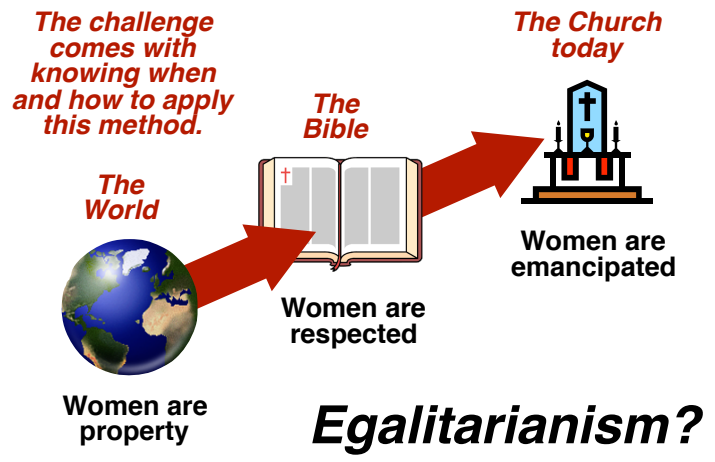 The challenge
comes with
knowing when
and how to apply
this method.
The
World
Women are
property
The
Bible
Women are
respected
The Church
today
Women are
emancipated
Egalitarianism?